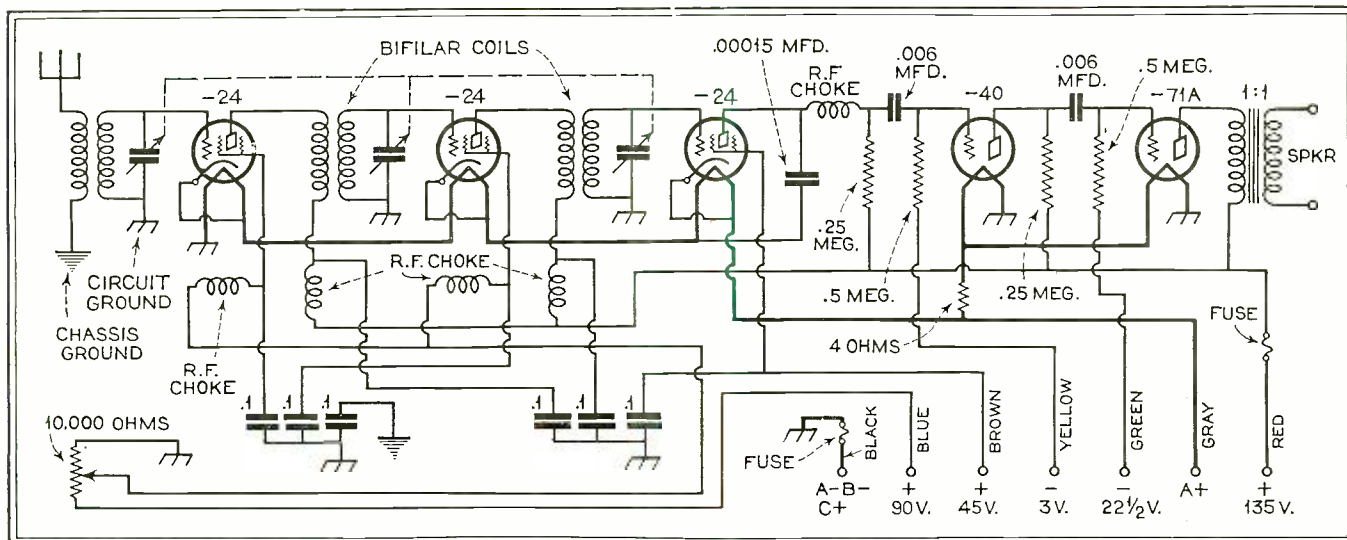 BIFILAR COILS
.00015 MFD.
R.F
CHOKE
.006
MFD.
.006
MFD.
.5 MEG.
-24
-24
-24
-40
-71A
1:1
SPKR
.25
MEG.
.5 MEG.
.25 MEG.
4 OHMS
CIRCUIT
GROUND
CHASSIS
GROUND
R.F. CHOKE
R.F.
CHOKE
FUSE
10,000 OHMS
.1
.1
.1
.1
.1
.1
FUSE
BLACK
BLUE
BROWN
YELLOW
GREEN
GRAY
RED
A-B-
C+
+
90V.
+
45V.
-
3V.
-
22½V.
A+
+
135V.